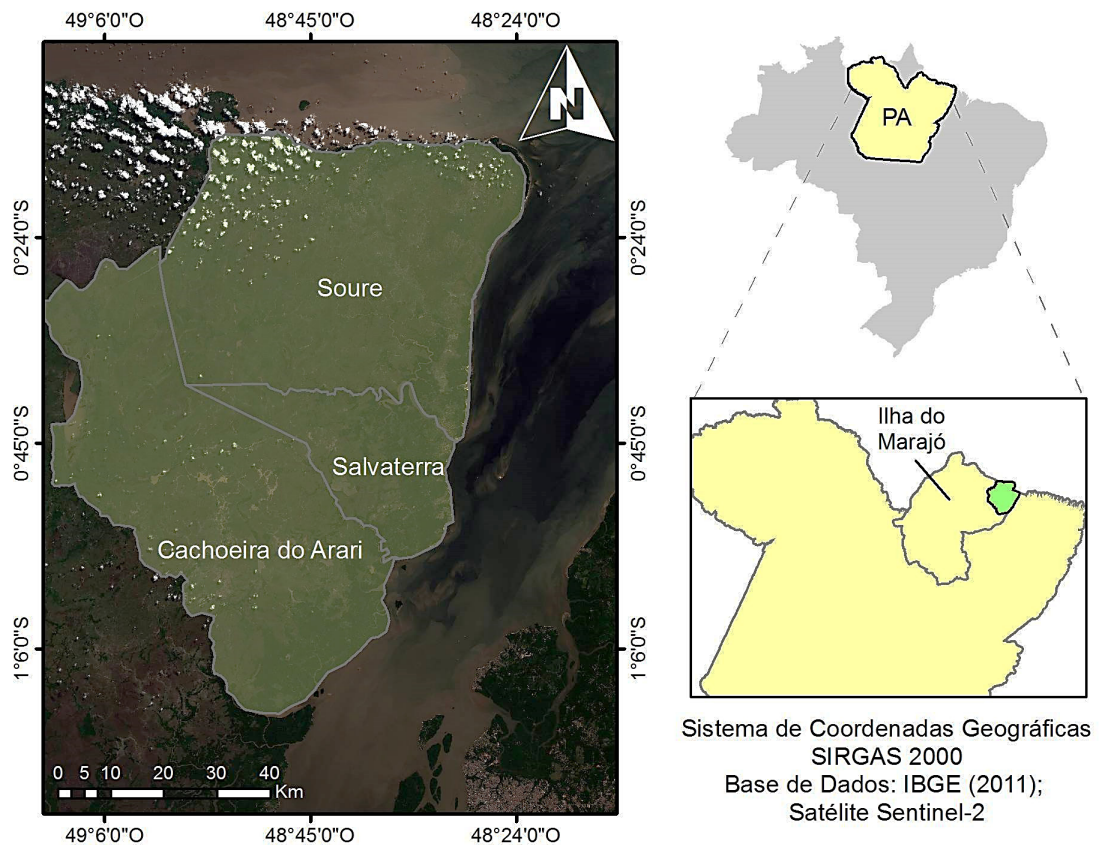 49°6'0"O
48°45'0"O
48°24'0"O
N
PA
0°24'0"S
0°24'0"S
Soure
0°45'0"S
0°45'0"S
Salvaterra
Ilha do
Marajó
Cachoeira do Arari
1°6'0"S
1°6'0"S
0 5 10 20 30 40
Km
49°6'0"O
48°45'0"O
48°24'0"O
Sistema de Coordenadas Geográficas
SIRGAS 2000
Base de Dados: IBGE (2011);
Satélite Sentinel-2